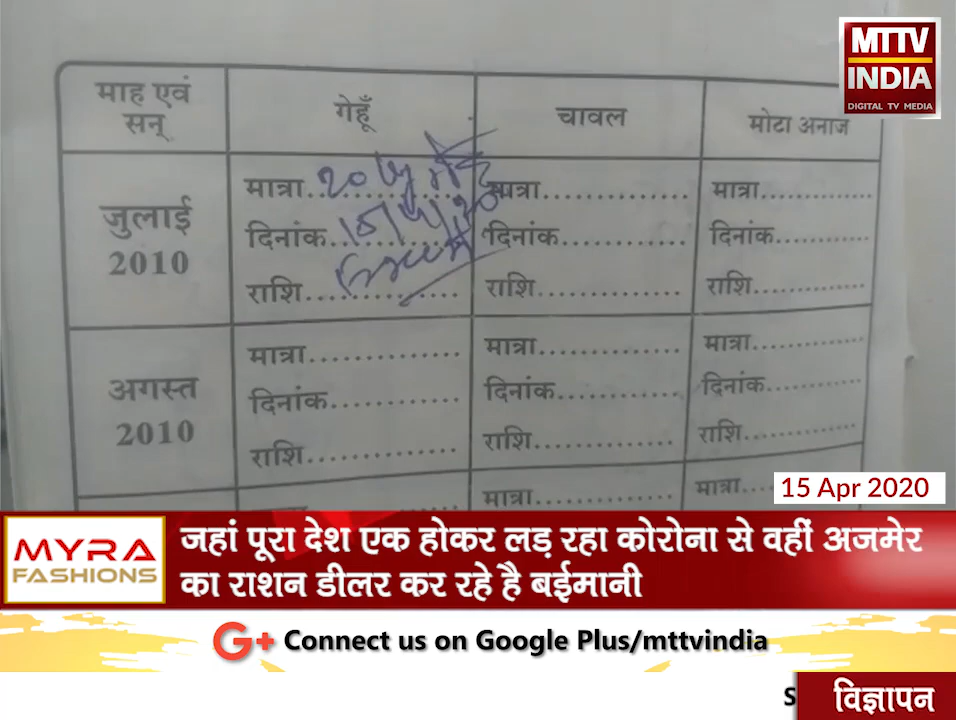 MTTV
INDIA
DIGITAL TV MEDIA
माह एवं
सन्
गेहूँ
चावल
मोटा अनाज
जुलाई
2010
मात्रा 20
दिनांक
राशि
मात्रा
दिनांक
राशि
मात्रा
दिनांक
राशि
अगस्त
2010
मात्रा
दिनांक
राशि
मात्रा
दिनांक
राशि
मात्रा
दिनांक
राशि
मात्रा
मात्रा
15 Apr 2020
MYRA
FASHIONS
जहां पूरा देश एक होकर लड़ रहा कोरोना से वहीं अजमेर
का राशन डीलर कर रहे है बईमानी
G+ Connect us on Google Plus/mttvindia
S
विज्ञापन